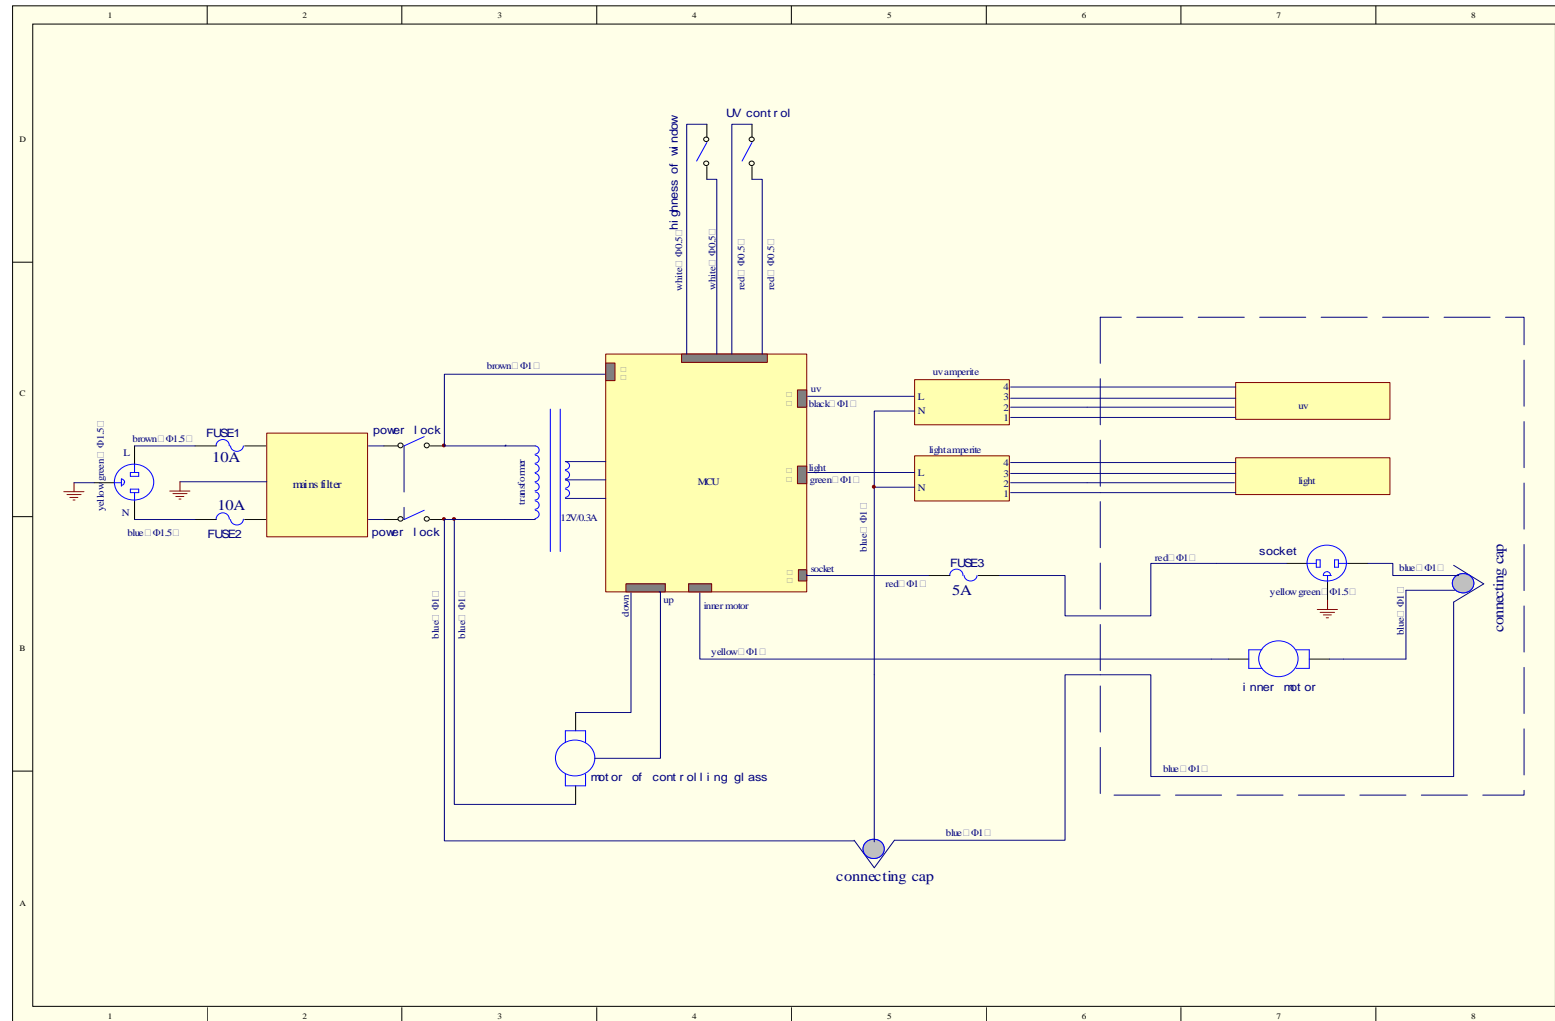 1 2 3 4 5 6 7 8
D
C
B
A
UV control
highness of window
white□Φ0.5□
white□Φ0.5□
red□Φ0.5□
red□Φ0.5□
brown□Φ1□
yellow green□Φ1.5□
brown□Φ1.5□
L
N
blue□Φ1.5□
FUSE1
10A
10A
FUSE2
mains filter
power lock
power lock
transformer
12V/0.3A
MCU
uv
black□Φ1□
light
green□Φ1□
socket
down
up
inner motor
uv amperite
L
N
4
3
2
1
uv
light amperite
L
N
4
3
2
1
light
blue□Φ1□
red□Φ1□
FUSE3
5A
red□Φ1□
socket
yellow green□Φ1.5□
blue□Φ1□
blue□Φ1□
connecting cap
blue□Φ1□
blue□Φ1□
yellow□Φ1□
inner motor
motor of controlling glass
blue□Φ1□
blue□Φ1□
connecting cap
1 2 3 4 5 6 7 8